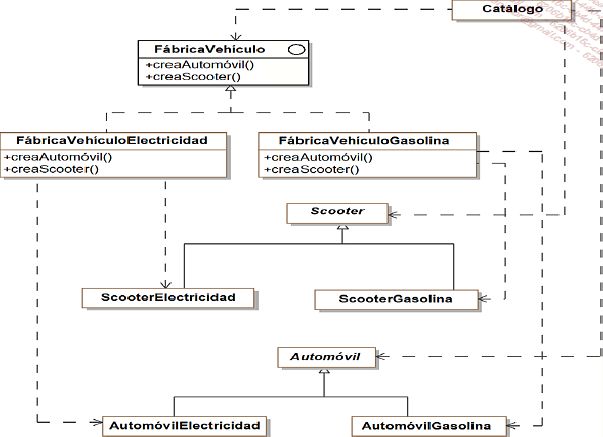 Catálogo
FábricaVehículo
+creaAutomóvil()
+creaScooter()
FábricaVehículoElectricidad
+creaAutomóvil()
+creaScooter()
FábricaVehículoGasolina
+creaAutomóvil()
+creaScooter()
Scooter
ScooterElectricidad
ScooterGasolina
Automóvil
AutomóvilElectricidad
AutomóvilGasolina